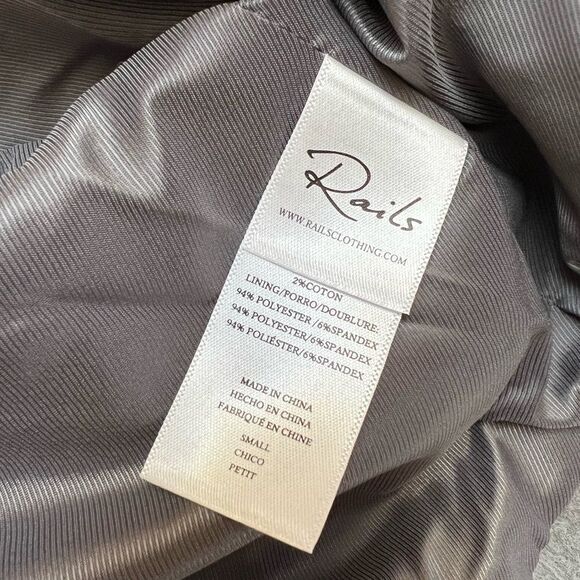 Rails
WWW.RAILSCLOTHING.COM
2%COTON
LINING/FORRO/DOUBLURE:
94% POLYESTER/6%SPANDEX
94% POLYESTER/6%SPANDEX
94% POLIÉSTER/6%SPANDEX
MADE IN CHINA
HECHO EN CHINA
FABRIQUÉ EN CHINE
SMALL
CHICO
PETIT